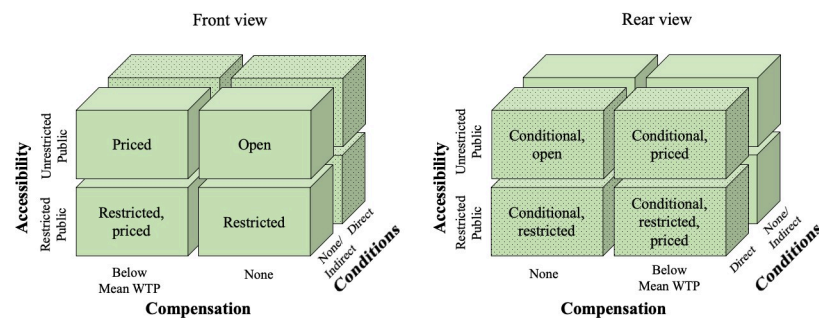 Front view
Rear view
Accessibility
Unrestricted
Public
Restricted
Public
Priced
Open
Restricted,
priced
Restricted
Below
Mean WTP
None
Compensation
None/
Indirect
Direct
Conditions
Accessibility
Unrestricted
Public
Restricted
Public
Conditional,
open
Conditional,
priced
Conditional,
restricted
Conditional,
restricted,
priced
None
Below
Mean WTP
Compensation
Direct
None/
Indirect
Conditions